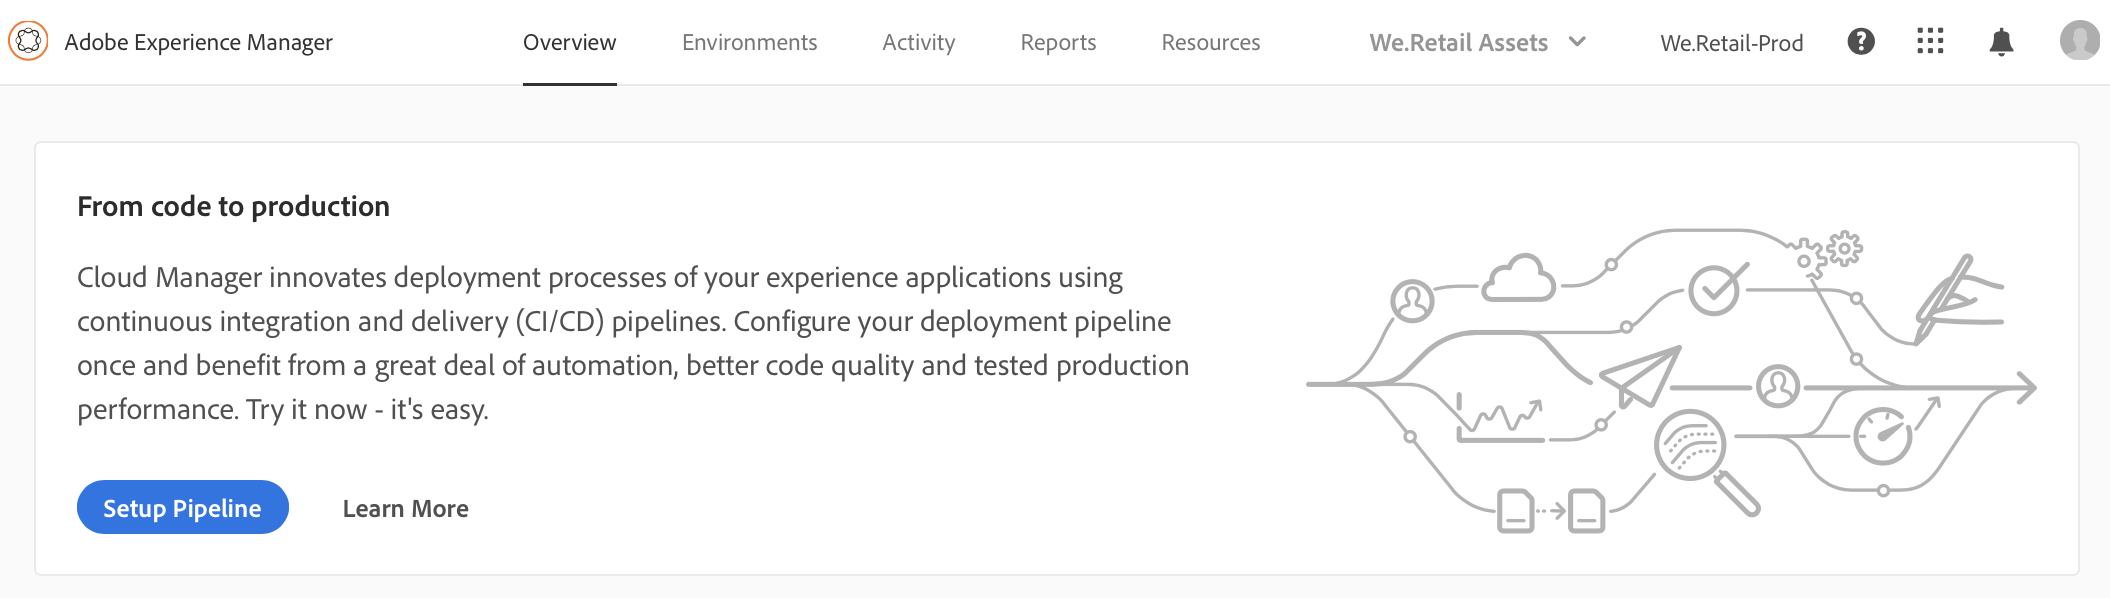 Adobe Experience Manager
Overview
Environments
Activity
Reports
Resources
We.Retail Assets
We.Retail-Prod
?
From code to production
Cloud Manager innovates deployment processes of your experience applications using
continuous integration and delivery (CI/CD) pipelines. Configure your deployment pipeline
once and benefit from a great deal of automation, better code quality and tested production
performance. Try it now - it's easy.
Setup Pipeline
Learn More